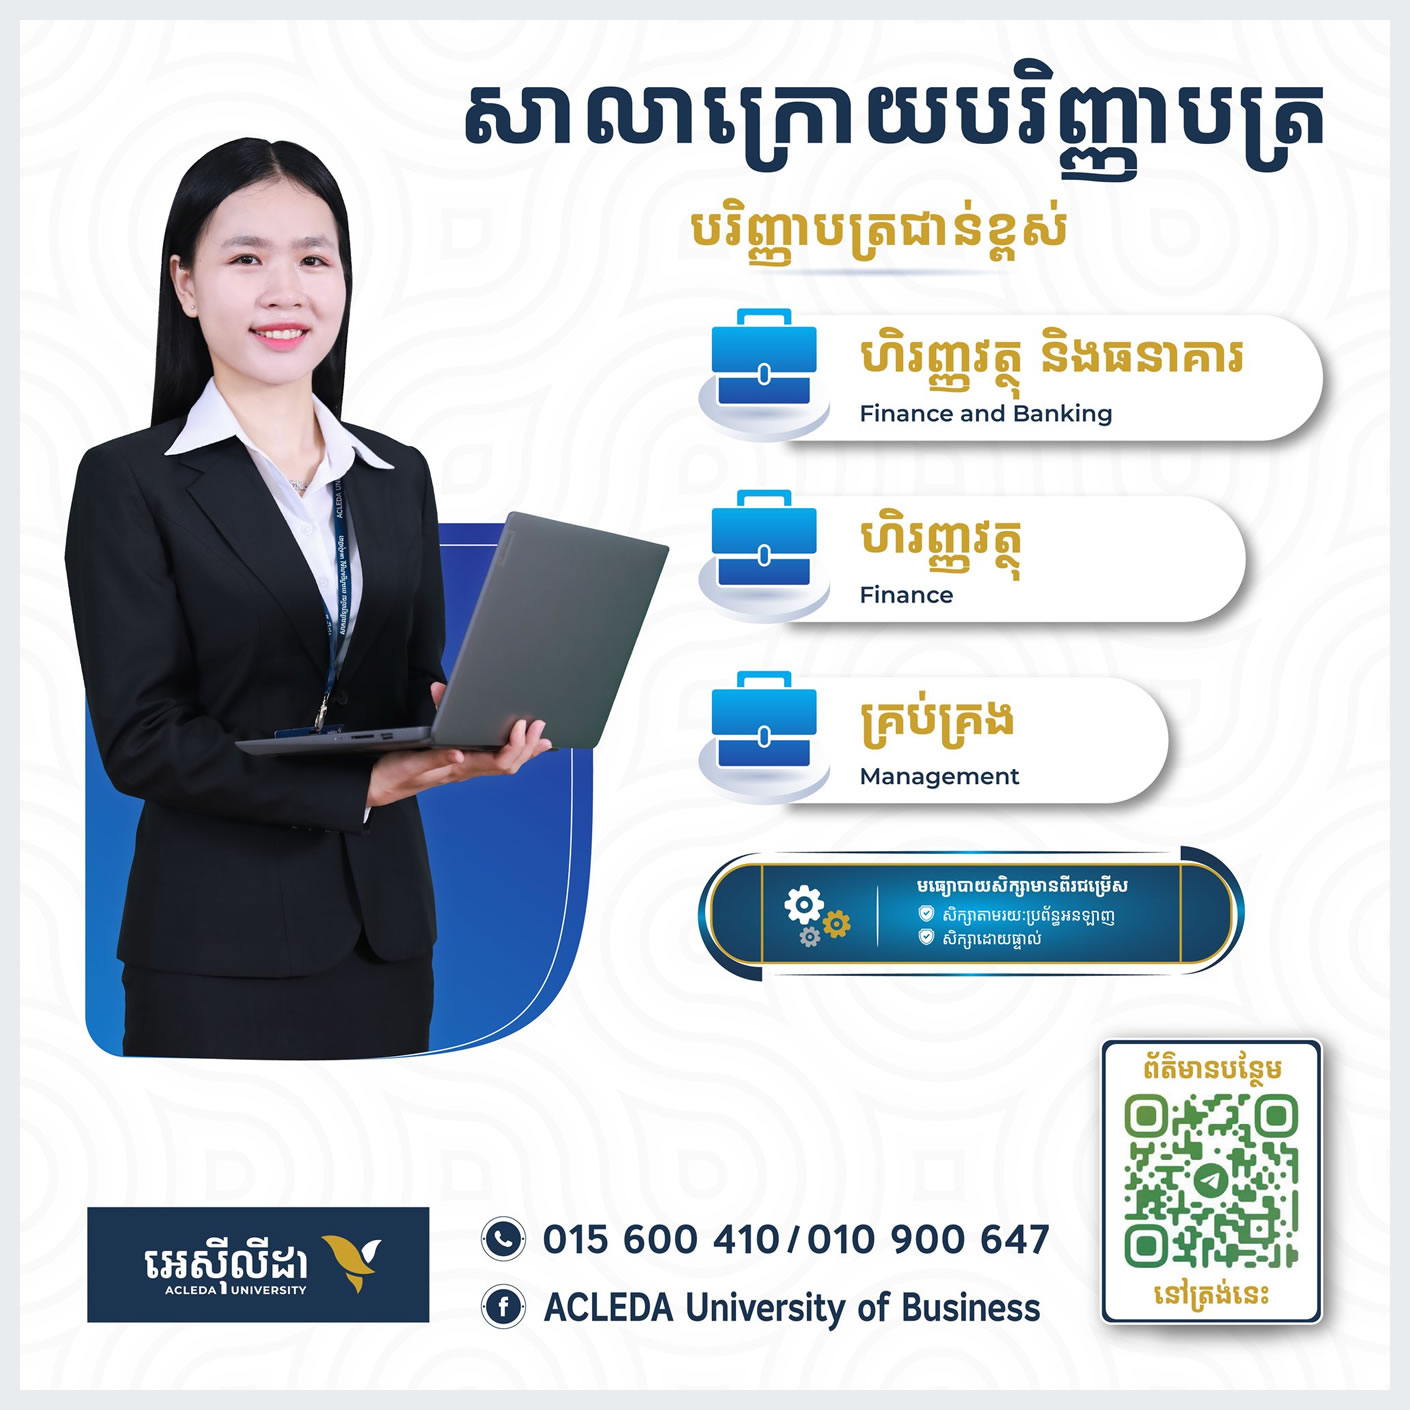 សាលាក្រោយបរិញ្ញាបត្រ
បរិញ្ញាបត្រជាន់ខ្ពស់
ហិរញ្ញវត្ថុ និងធនាគារ
Finance and Banking
ហិរញ្ញវត្ថុ
Finance
គ្រប់គ្រង
Management
មធ្យោបាយសិក្សាមានពីរជម្រើស
សិក្សាតាមរយៈប្រព័ន្ធអនឡាញ
សិក្សាដោយផ្ទាល់
ព័ត៌មានបន្ថែម
នៅត្រង់នេះ
អេស៊ីលីដា
ACLEDA UNIVERSITY
015 600 410/010 900 647
ACLEDA University of Business
ACLEDA UN